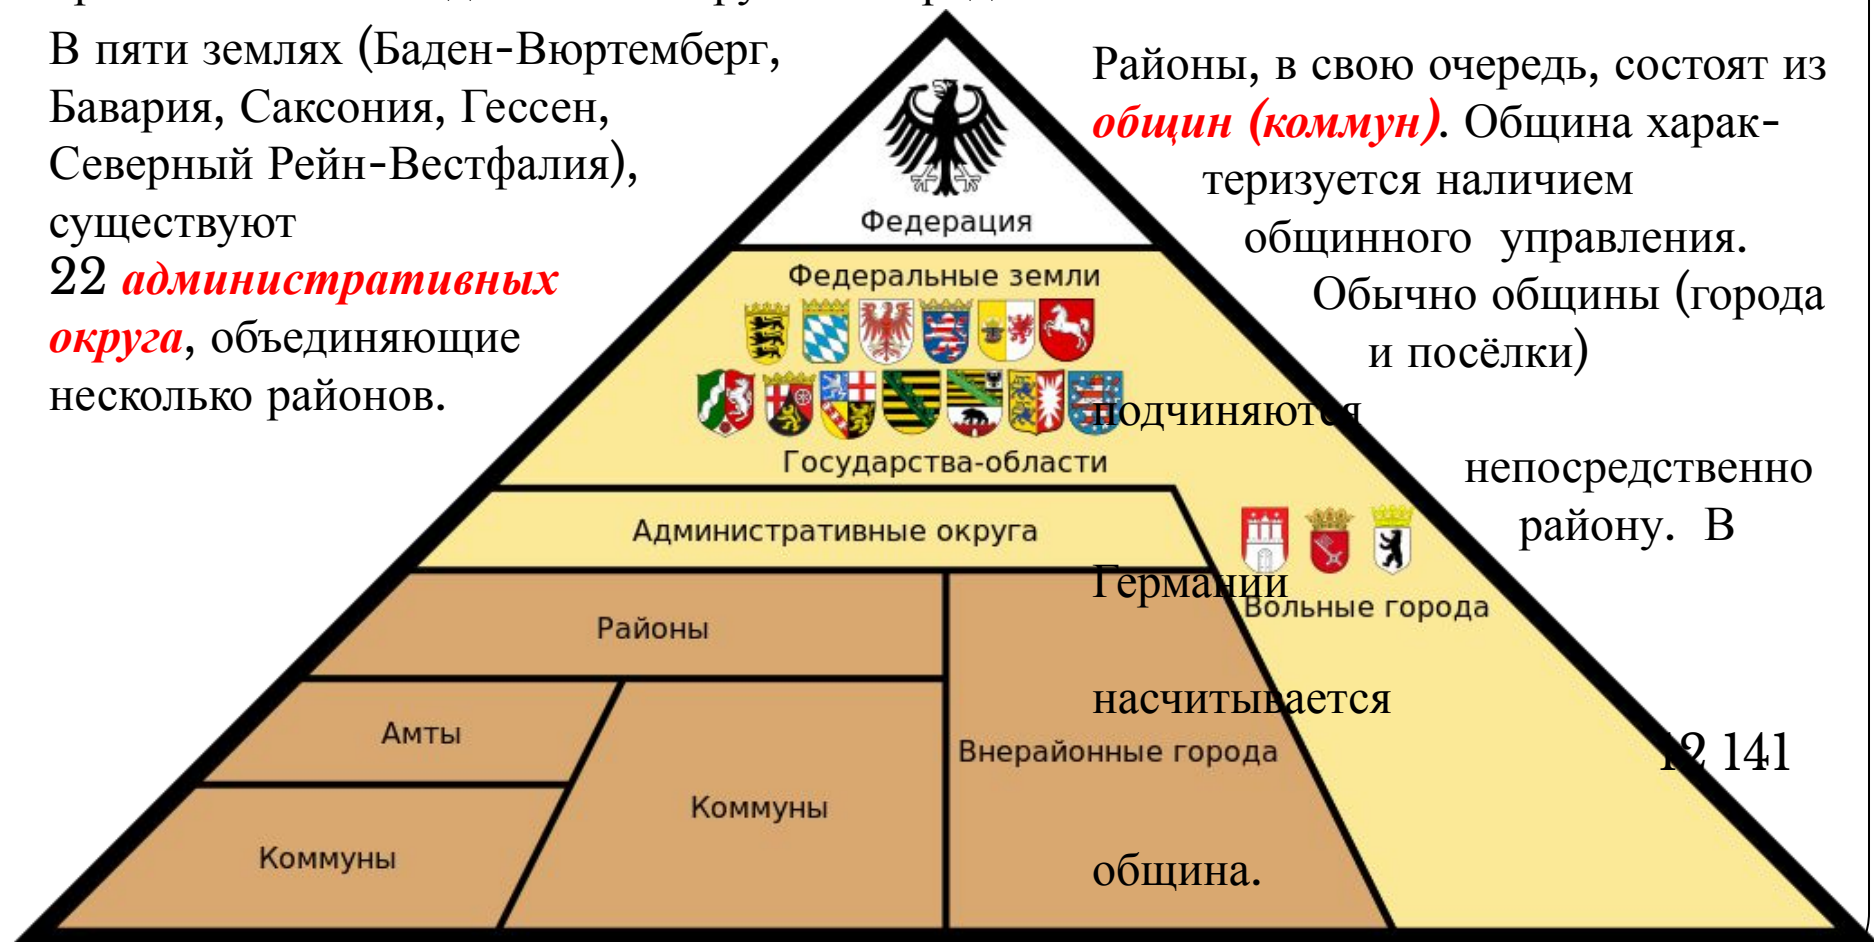 В пяти землях (Баден-Вюртемберг,
Бавария, Саксония, Гессен,
Северный Рейн-Вестфалия),
существуют
22 административных
округа, объединяющие
несколько районов.
Районы, в свою очередь, состоят из
общин (коммун). Община харак-
теризуется наличием
общинного управления.
Обычно общины (города
и посёлки)
подчиняются
непосредственно
району. В
Германии
насчитывается
12 141
община.
Федерация
Федеральные земли
Государства-области
Административные округа
Вольные города
Районы
Амты
Внерайонные города
Коммуны
Коммуны